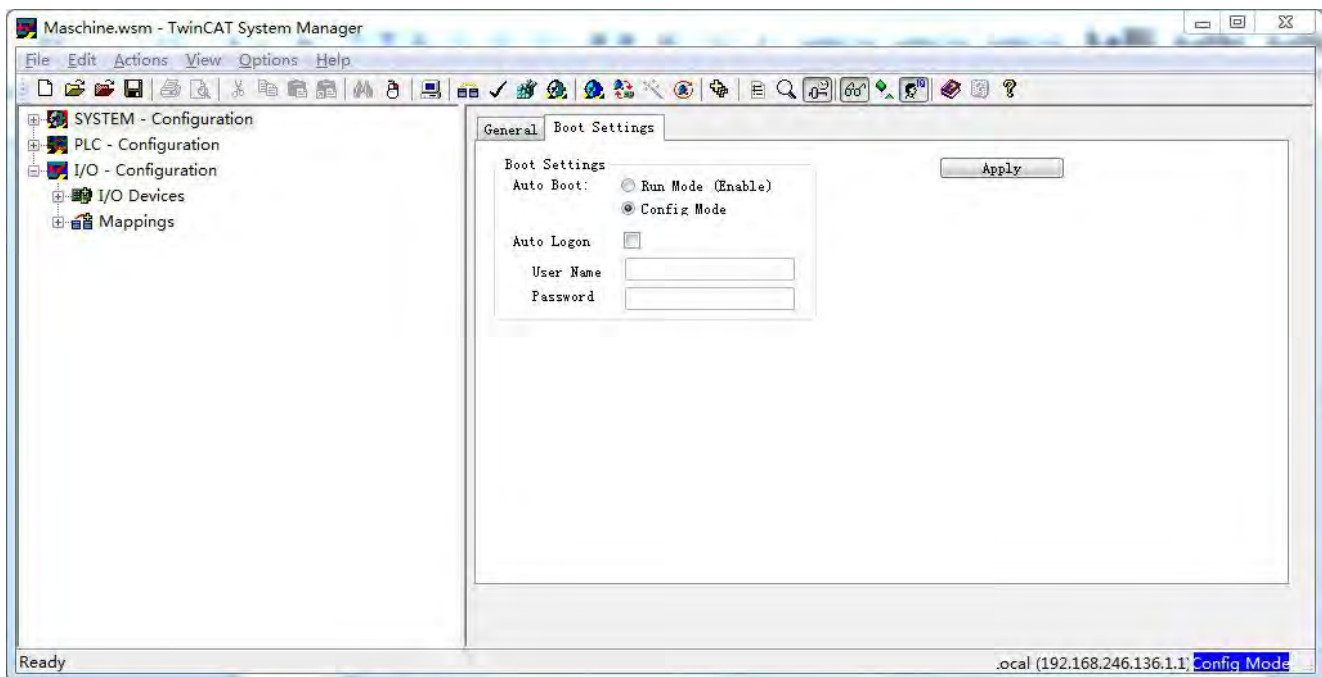 Maschine.wsm - TwinCAT System Manager
File Edit Actions View Options Help
SYSTEM - Configuration
PLC - Configuration
I/O - Configuration
I/O Devices
Mappings
General Boot Settings
Boot Settings
Auto Boot: Run Mode (Enable)
Config Mode
Auto Logon
User Name
Password
Apply
Ready
.ocal (192.168.246.136.1.1) Config Mode